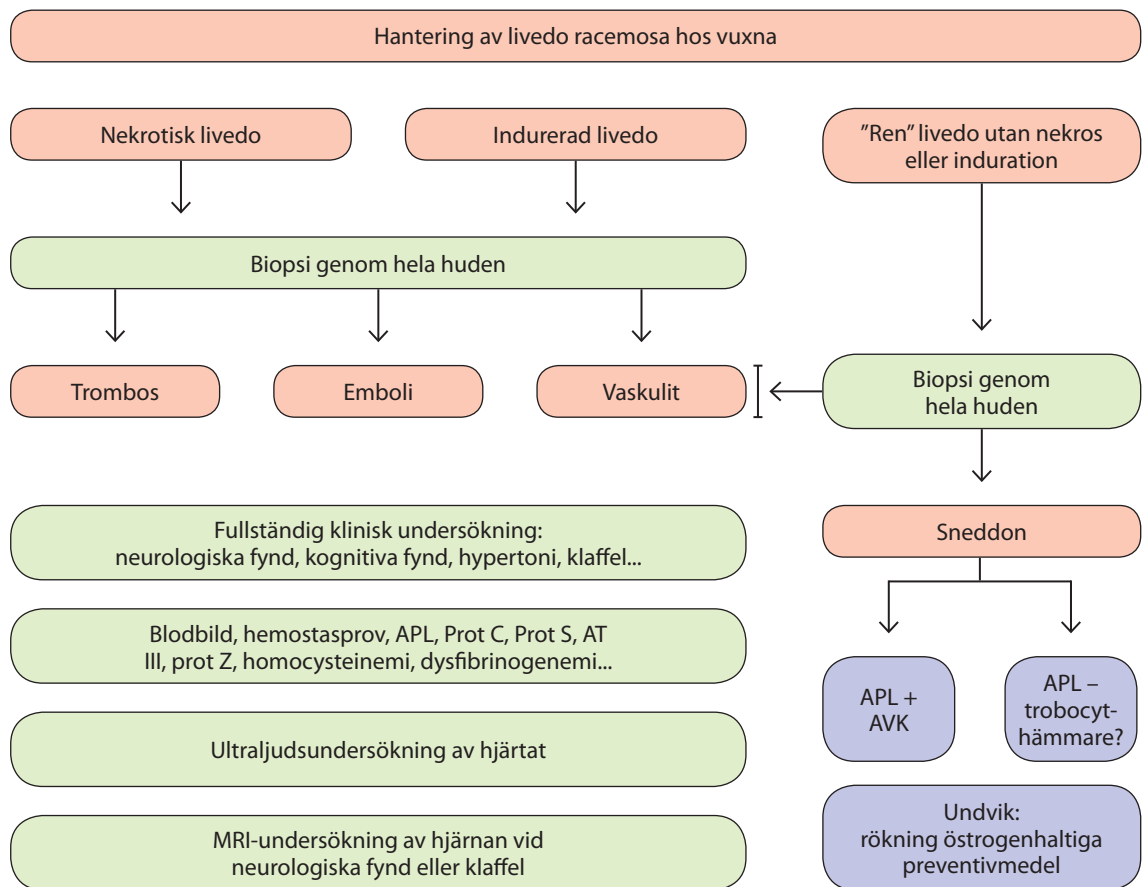 Hantering av livedo racemosa hos vuxna
Nekrotisk livedo
Indurerad livedo
”Ren” livedo utan nekros
eller induration
Biopsi genom hela huden
Trombos
Emboli
Vaskulit
Biopsi genom
hela huden
Fullständig klinisk undersökning:
neurologiska fynd, kognitiva fynd, hypertoni, klaffel...
Blodbild, hemostasprov, APL, Prot C, Prot S, AT
III, prot Z, homocysteinemi, dysfibrinogenemi...
Ultraljudsundersökning av hjärtat
MRI-undersökning av hjärnan vid
neurologiska fynd eller klaffel
Sneddon
APL +
AVK
APL –
trobocyt-
hämmare?
Undvik:
rökning östrogenhaltiga
preventivmedel